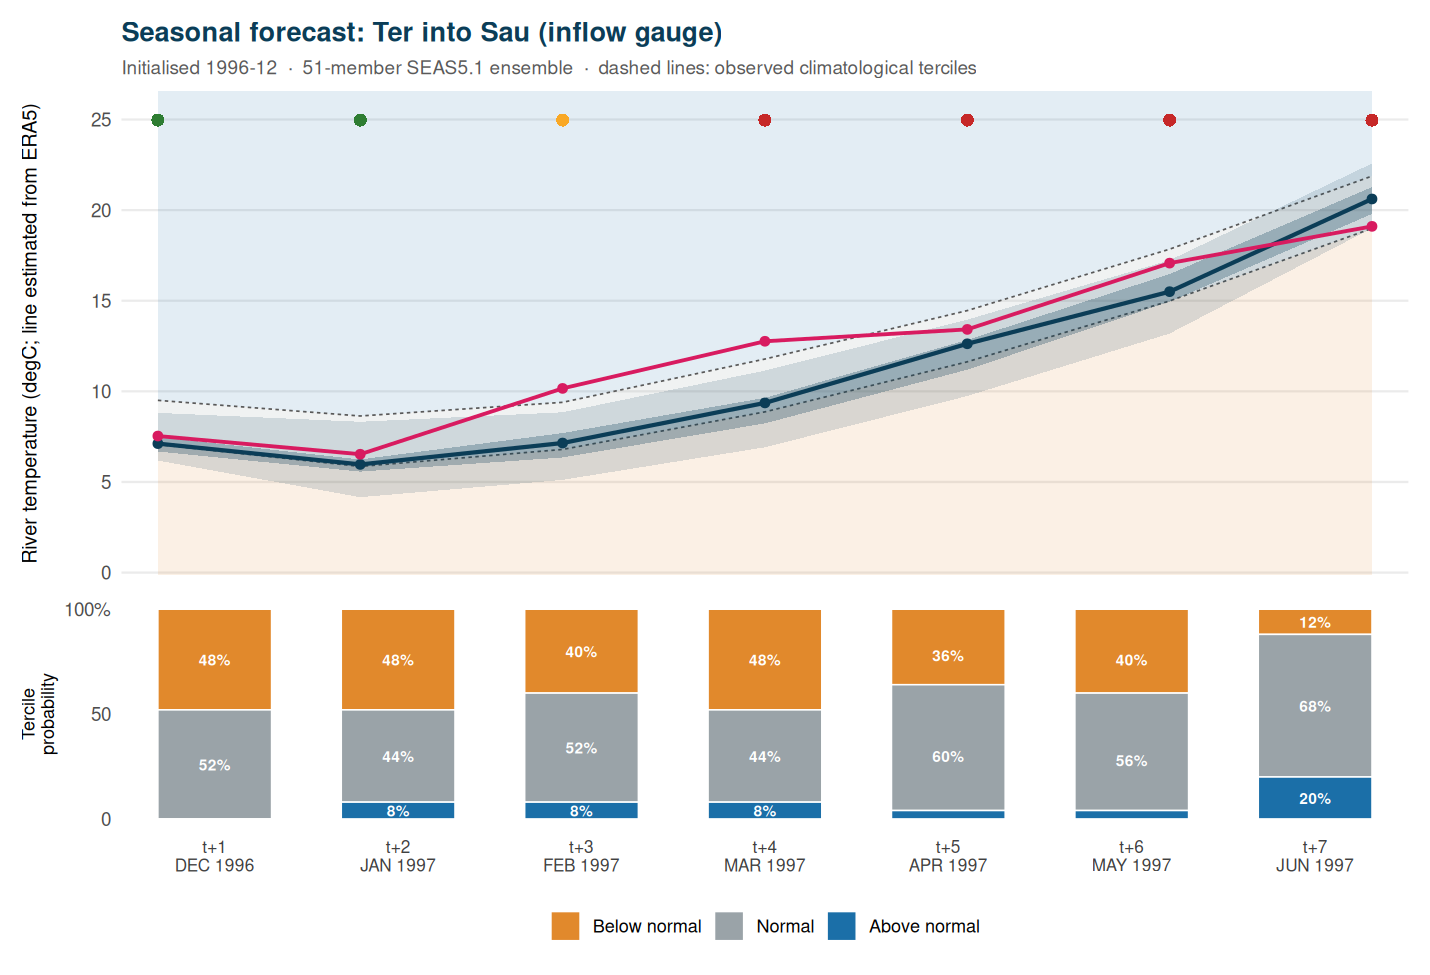 Seasonal forecast: Ter into Sau (inflow gauge)
Initialised 1996-12 · 51-member SEAS5.1 ensemble · dashed lines: observed climatological terciles
River temperature (degC; line estimated from ERA5)
25
20
15
10
5
0
Tercile
probability
100%
50
0
48%
48%
40%
48%
36%
40%
12%
52%
44%
52%
44%
60%
56%
68%
8%
8%
8%
20%
t+1
DEC 1996
t+2
JAN 1997
t+3
FEB 1997
t+4
MAR 1997
t+5
APR 1997
t+6
MAY 1997
t+7
JUN 1997
Below normal
Normal
Above normal